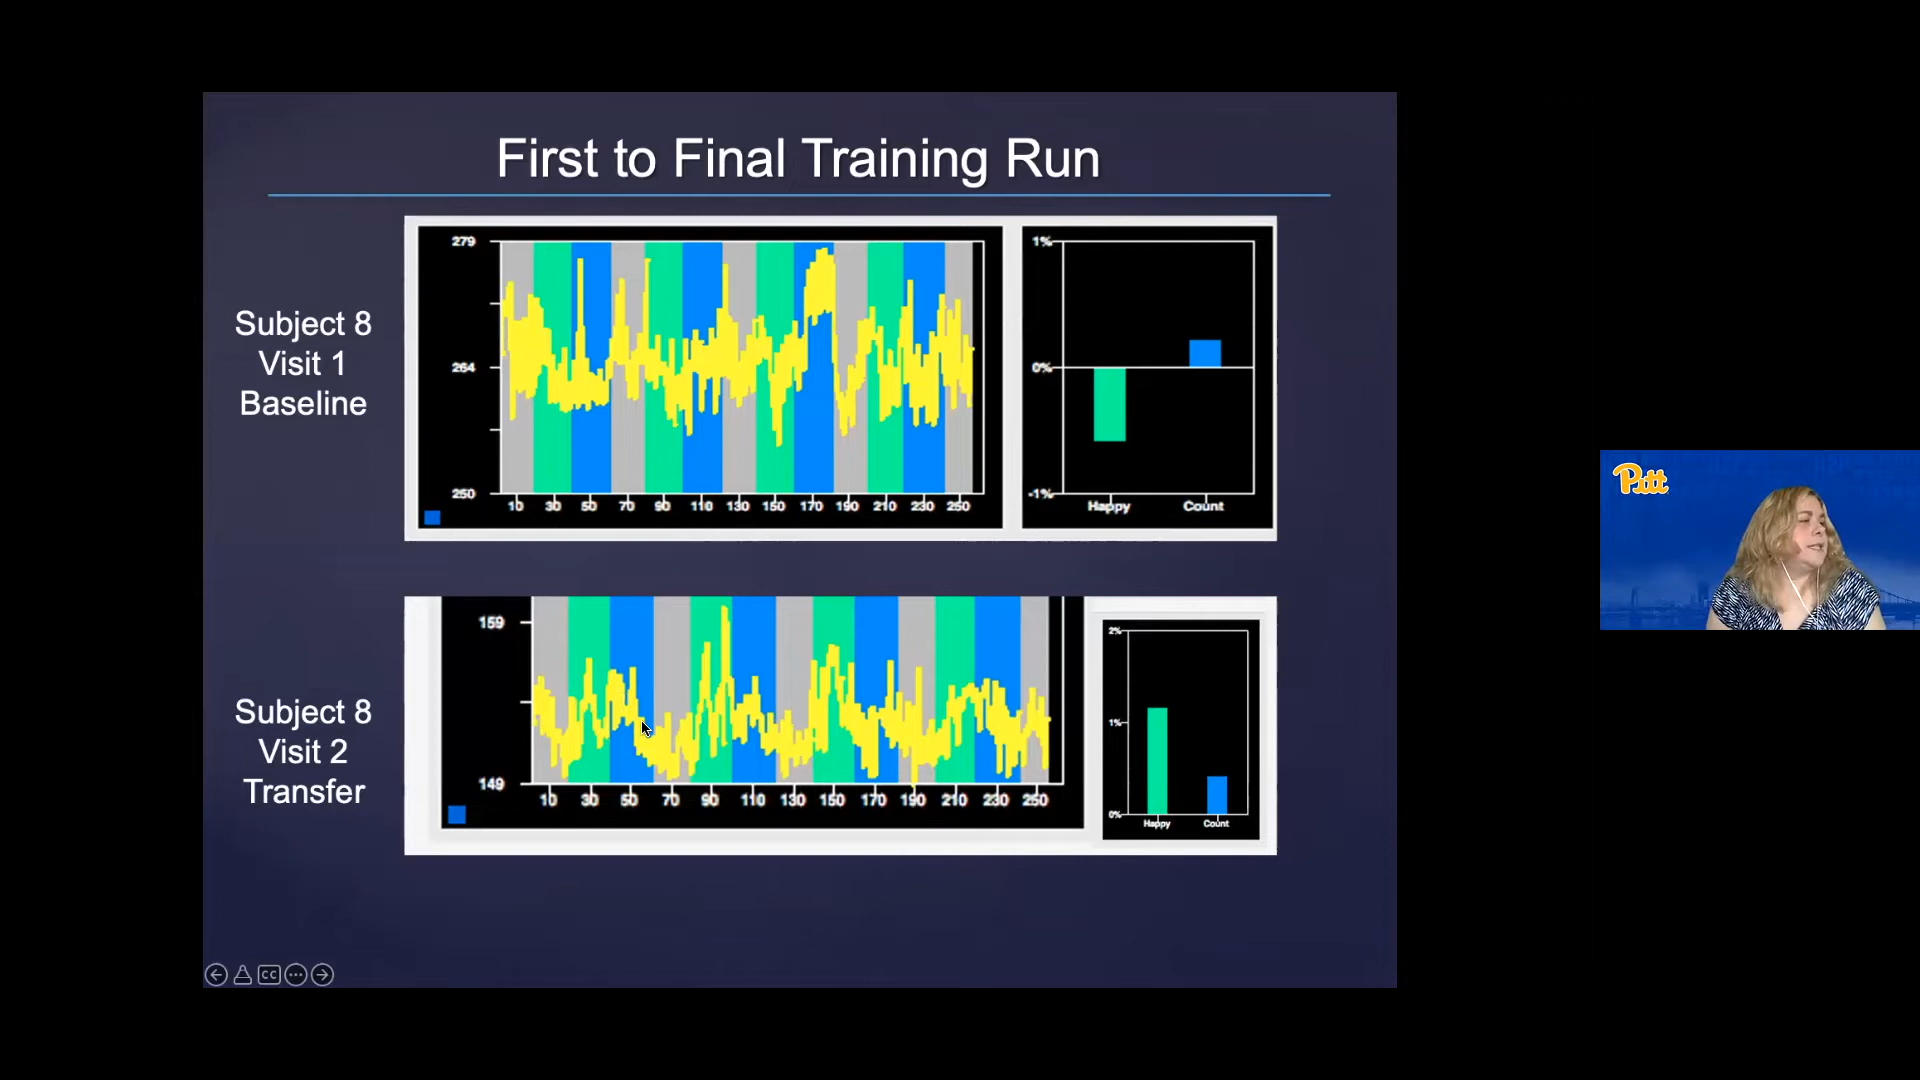 First to Final Training Run
Subject 8
Visit 1
Baseline
279
264
250
10 30 50 70 90 110 130 150 170 190 210 230 250
1%
0%
-1%
Happy Count
Subject 8
Visit 2
Transfer
159
149
10 30 50 70 90 110 130 150 170 190 210 230 250
2%
1%
0%
Happy Count
CC
Pitt